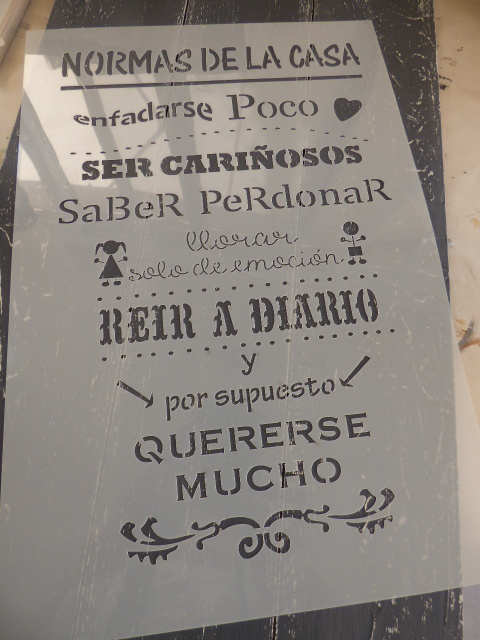 NORMAS DE LA CASA
enfadarse Poco
SER CARIÑOSOS
SaBeR PeRdonaR
llorar
solo de emoción
REIR A DIARIO
y
por supuesto
QUERERSE
MUCHO